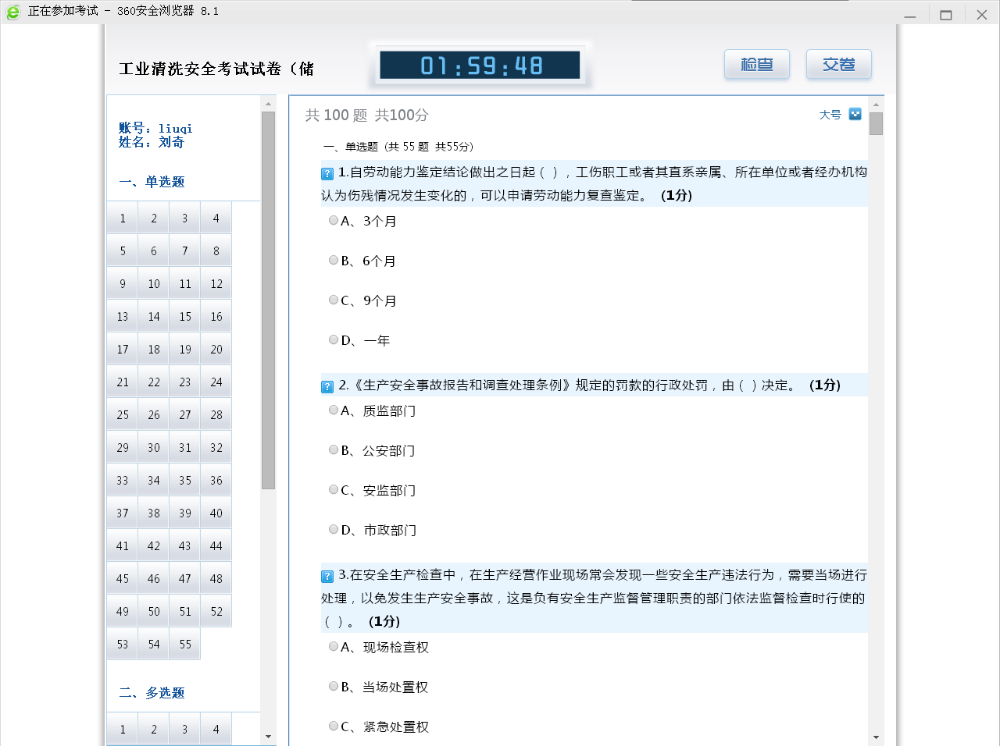 正在参加考试 - 360安全浏览器 8.1
工业清洗安全考试试卷（储
01:59:48
检查
交卷
账号：liuqi
姓名：刘奇
一、单选题
1 2 3 4
5 6 7 8
9 10 11 12
13 14 15 16
17 18 19 20
21 22 23 24
25 26 27 28
29 30 31 32
33 34 35 36
37 38 39 40
41 42 43 44
45 46 47 48
49 50 51 52
53 54 55
二、多选题
1 2 3 4
共 100 题 共100分
大号
一、单选题（共 55 题 共55分）
1.自劳动能力鉴定结论做出之日起（ ），工伤职工或者其直系亲属、所在单位或者经办机构
认为伤残情况发生变化的，可以申请劳动能力复查鉴定。 (1分)
A、3个月
B、6个月
C、9个月
D、一年
2.《生产安全事故报告和调查处理条例》规定的罚款的行政处罚，由（ ）决定。 (1分)
A、质监部门
B、公安部门
C、安监部门
D、市政部门
3.在安全生产检查中，在生产经营作业现场常会发现一些安全生产违法行为，需要当场进行
处理，以免发生生产安全事故，这是负有安全生产监督管理职责的部门依法监督检查时行使的
（ ）。 (1分)
A、现场检查权
B、当场处置权
C、紧急处置权